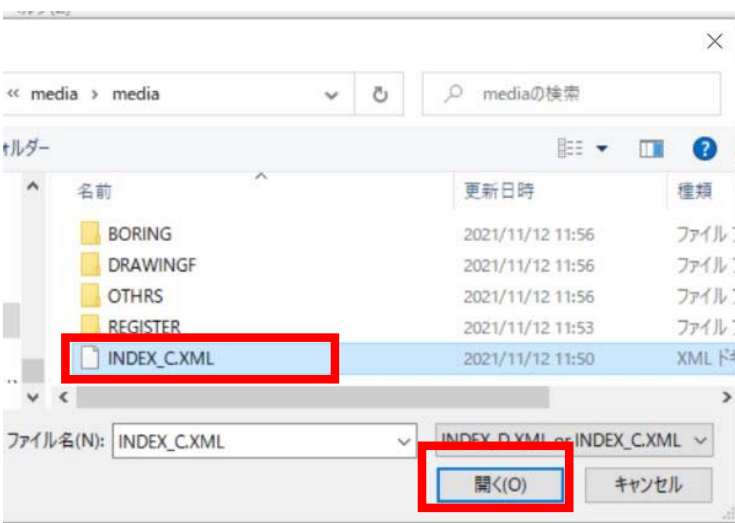 « media › media
mediaの検索
ォルダー
名前 更新日時 種類
BORING 2021/11/12 11:56 ファイル
DRAWINGF 2021/11/12 11:56 ファイル
OTHRS 2021/11/12 11:56 ファイル
REGISTER 2021/11/12 11:53 ファイル
INDEX_C.XML 2021/11/12 11:50 XML ドキ
ファイル名(N): INDEX_C.XML INDEX_D.XML or INDEX_C.XML
開く(O) キャンセル